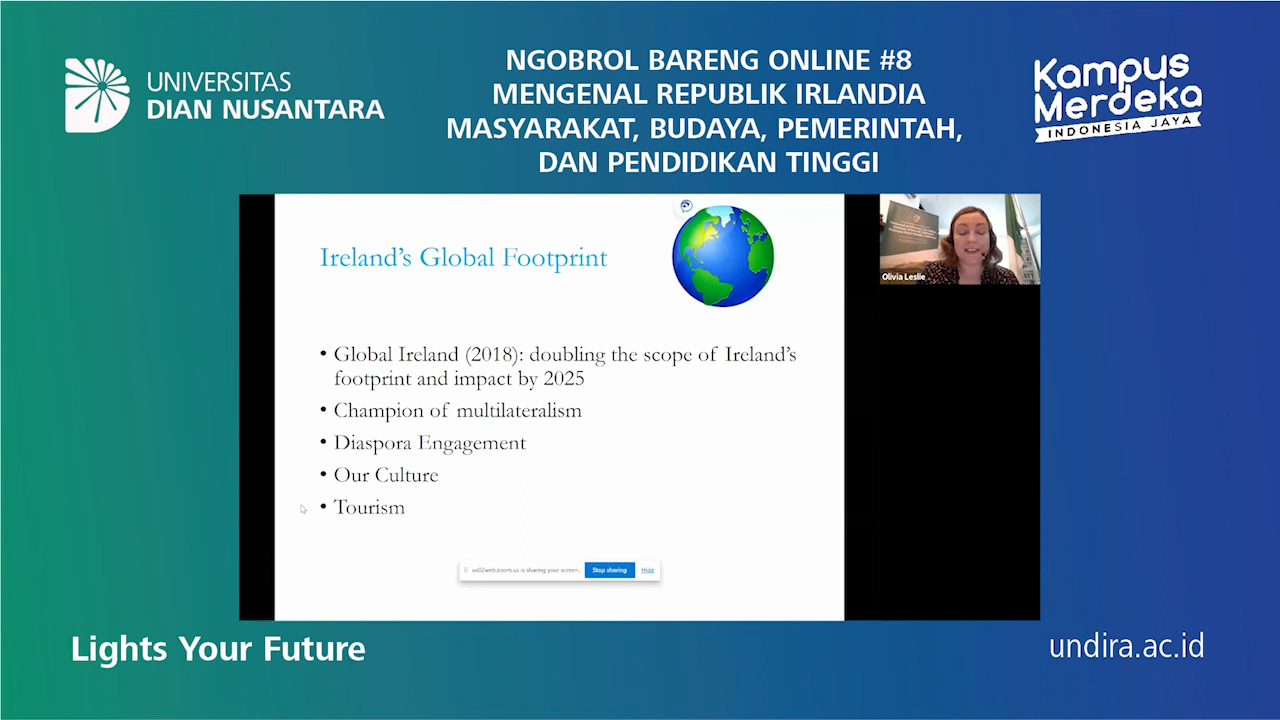 UNIVERSITAS
DIAN NUSANTARA
NGOBROL BARENG ONLINE #8
MENGENAL REPUBLIK IRLANDIA
MASYARAKAT, BUDAYA, PEMERINTAH,
DAN PENDIDIKAN TINGGI
Kampus
Merdeka
INDONESIA JAYA
Ireland's Global Footprint
• Global Ireland (2018): doubling the scope of Ireland's
footprint and impact by 2025
• Champion of multilateralism
• Diaspora Engagement
• Our Culture
• Tourism
us02web.zoom.us is sharing your screen.
Stop sharing
Hide
Olivia Leslie
Lights Your Future
undira.ac.id